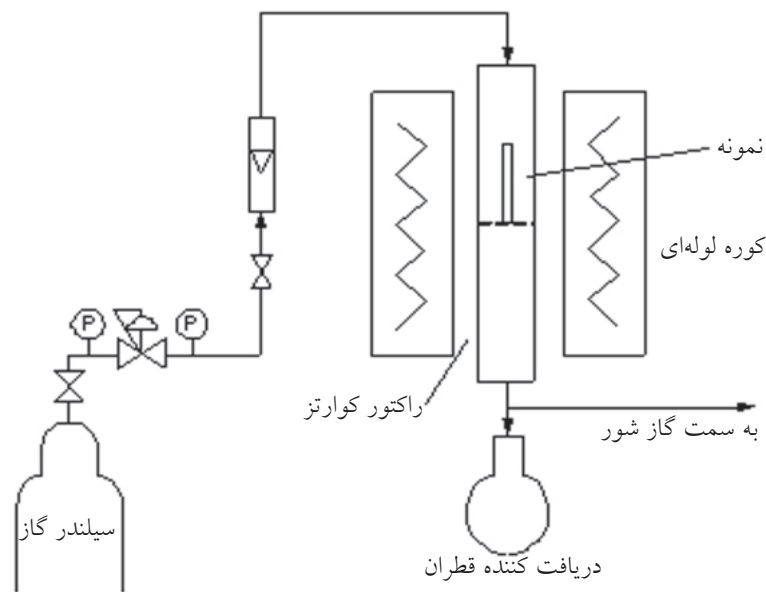 نمونه
کوره لوله‌ای
P
P
راکتور کوارتز
به سمت گاز شور
سیلندر گاز
دریافت کننده قطران